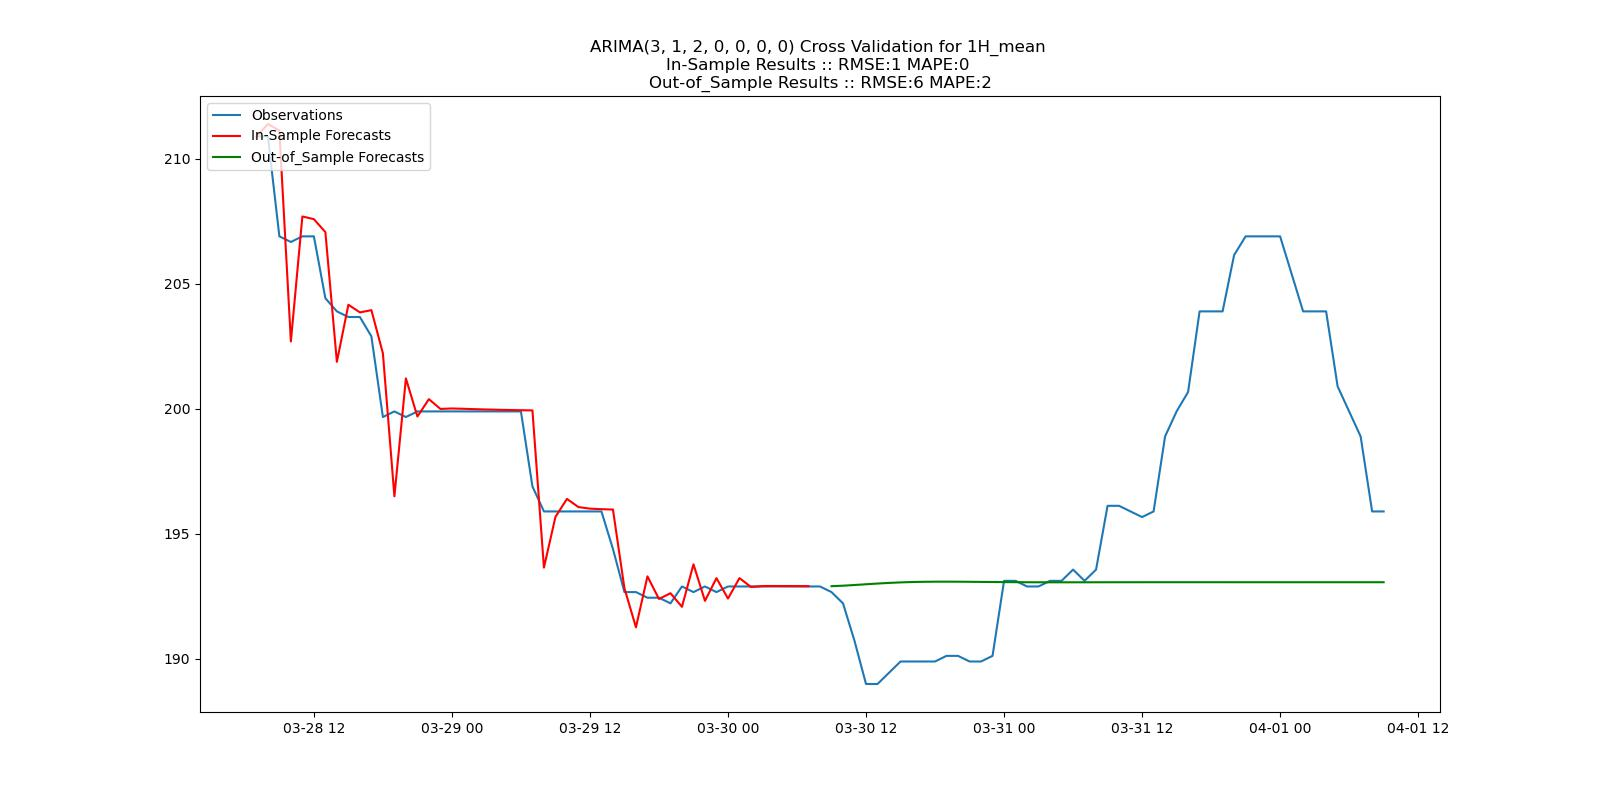 ARIMA(3, 1, 2, 0, 0, 0, 0) Cross Validation for 1H_mean
In-Sample Results :: RMSE:1 MAPE:0
Out-of_Sample Results :: RMSE:6 MAPE:2
Observations
In-Sample Forecasts
Out-of_Sample Forecasts
210
205
200
195
190
03-28 12
03-29 00
03-29 12
03-30 00
03-30 12
03-31 00
03-31 12
04-01 00
04-01 12